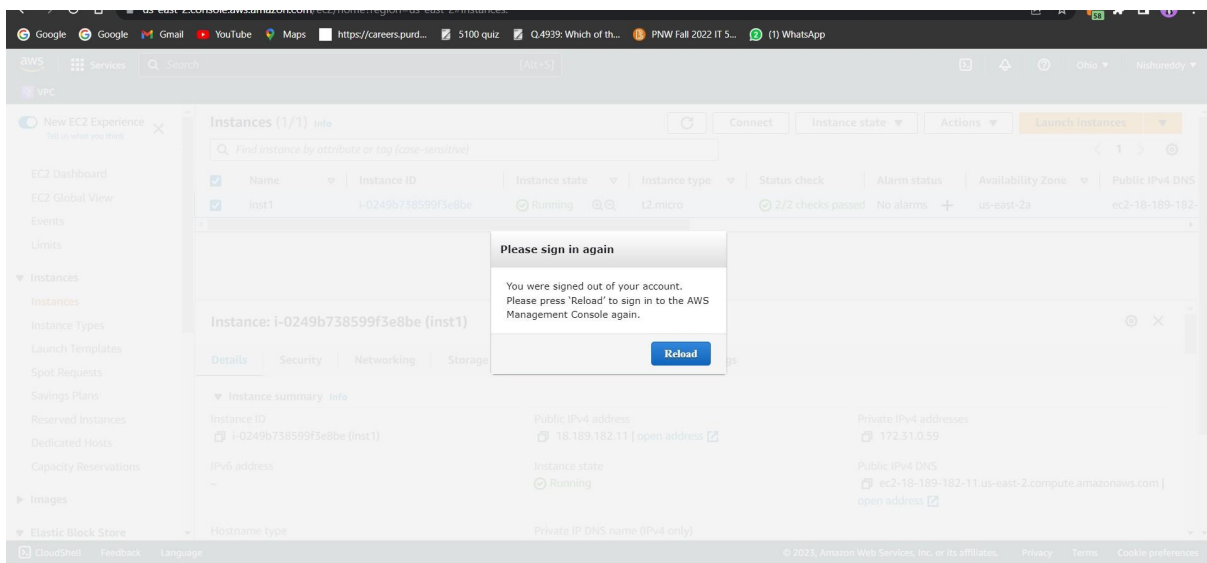 us-east-2.console.aws.amazon.com/ec2/home?region=us-east-2#Instances:
58
Google Google Gmail YouTube Maps https://careers.purd... 5100 quiz Q.4939: Which of th... PNW Fall 2022 IT 5... (1) WhatsApp
aws Services Search [Alt+S] Ohio Nishureddy
VPC
New EC2 Experience
Tell us what you think
EC2 Dashboard
EC2 Global View
Events
Limits
Instances
Instances
Instance Types
Launch Templates
Spot Requests
Savings Plans
Reserved Instances
Dedicated Hosts
Capacity Reservations
Images
Elastic Block Store
Instances (1/1) Info Connect Instance state Actions Launch instances
Find instance by attribute or tag (case-sensitive) 1
Name Instance ID Instance state Instance type Status check Alarm status Availability Zone Public IPv4 DNS
inst1 i-0249b738599f3e8be Running t2.micro 2/2 checks passed No alarms us-east-2a ec2-18-189-182-
Please sign in again
You were signed out of your account.
Please press 'Reload' to sign in to the AWS
Management Console again.
Reload
Instance: i-0249b738599f3e8be (inst1)
Details Security Networking Storage
Instance summary Info
Instance ID Public IPv4 address Private IPv4 addresses
i-0249b738599f3e8be (inst1) 18.189.182.11 | open address 172.31.0.59
IPv6 address Instance state Public IPv4 DNS
– Running ec2-18-189-182-11.us-east-2.compute.amazonaws.com |
open address
Hostname type Private IP DNS name (IPv4 only)
CloudShell Feedback Language © 2023, Amazon Web Services, Inc. or its affiliates. Privacy Terms Cookie preferences